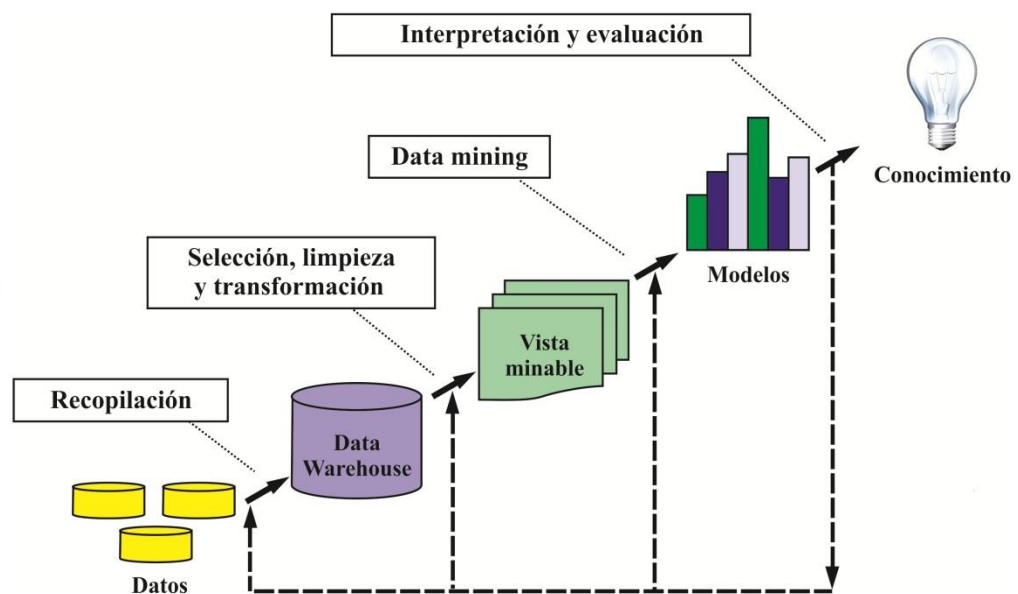 Interpretación y evaluación
Conocimiento
Data mining
Modelos
Selección, limpieza
y transformación
Vista
minable
Recopilación
Data
Warehouse
Datos